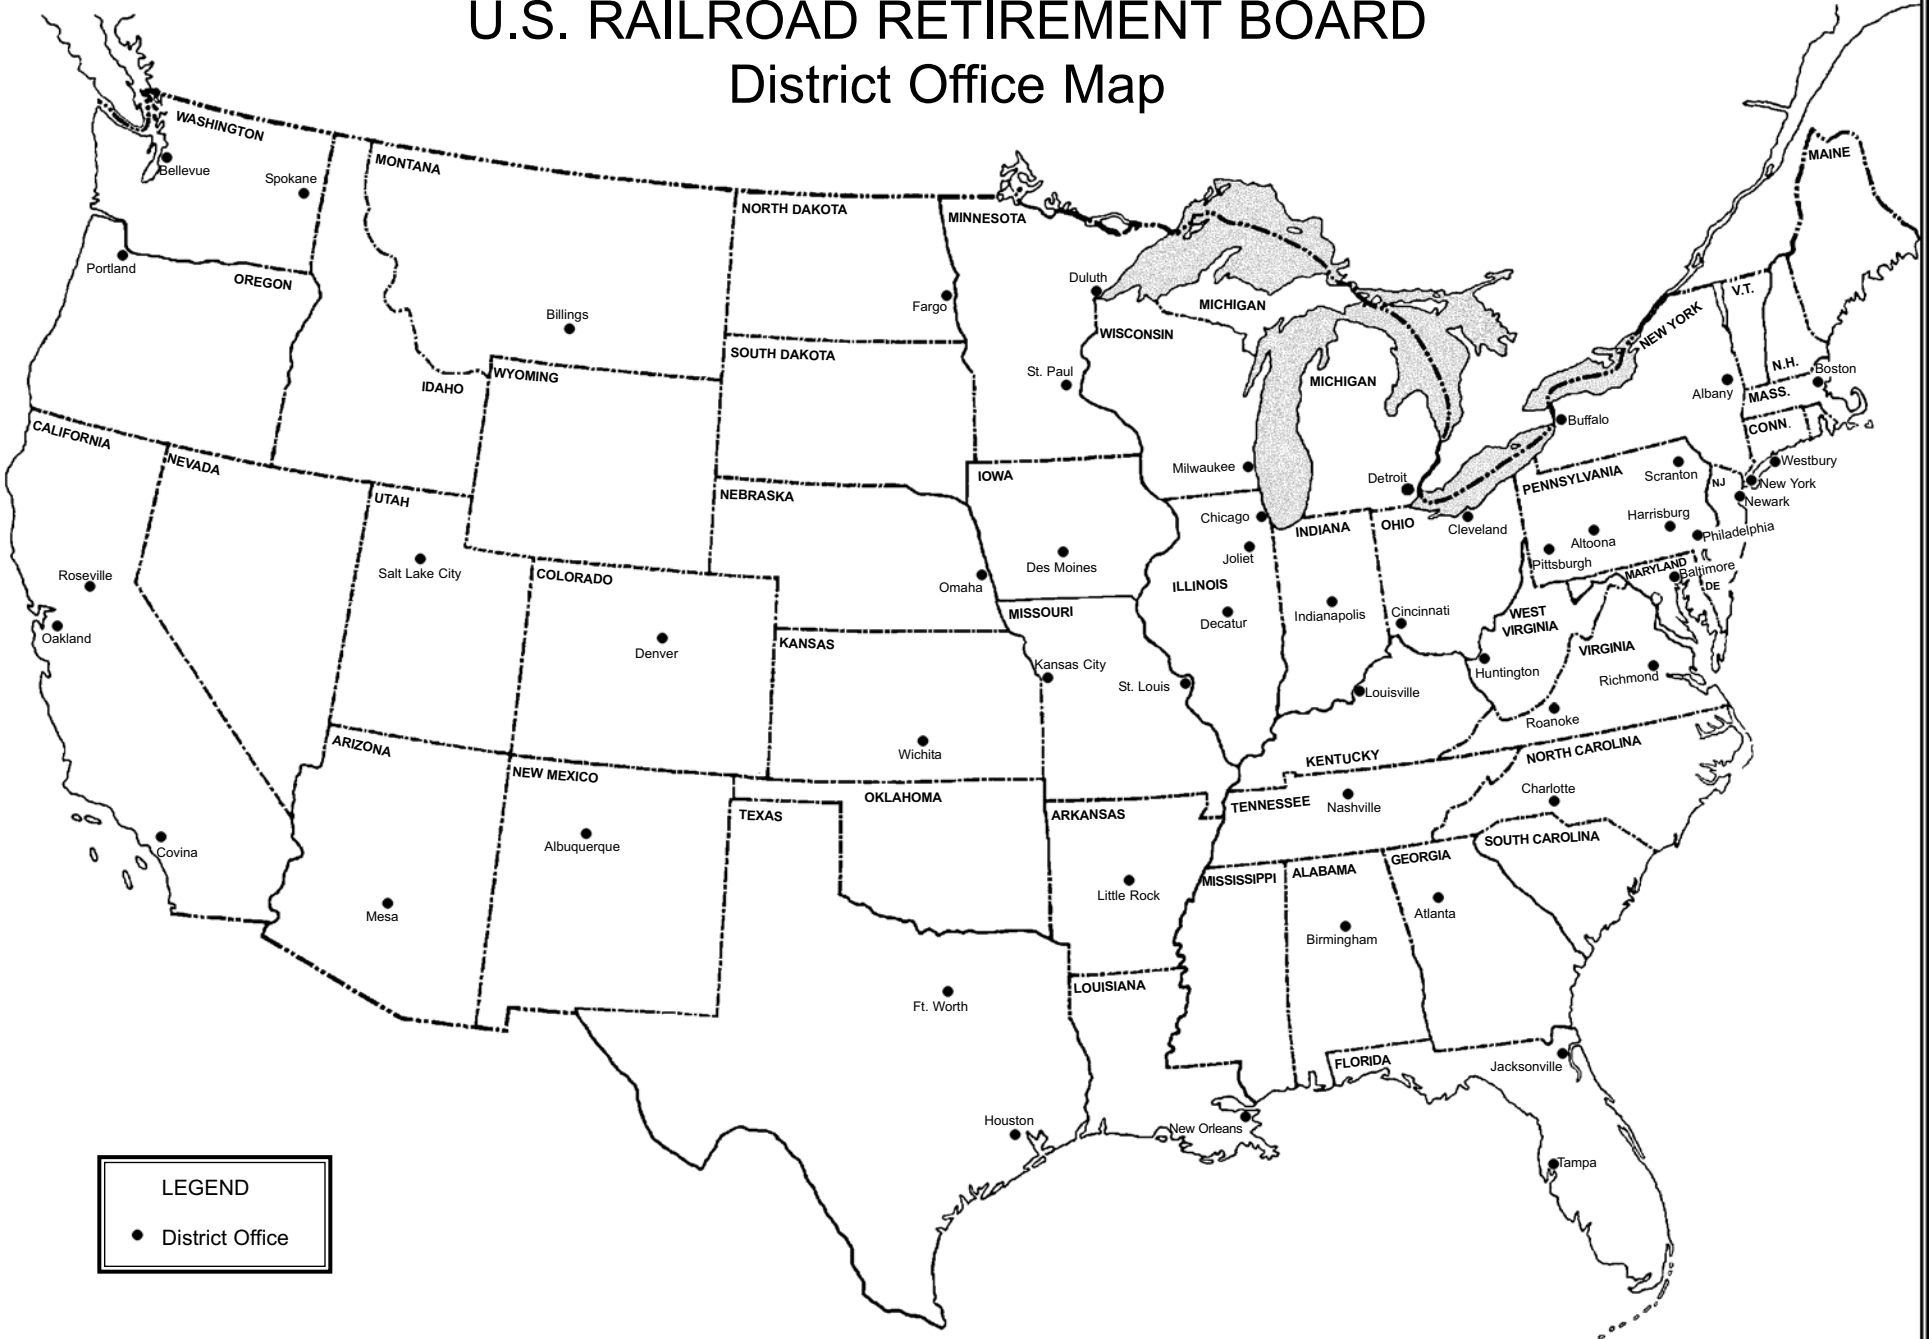 U.S. RAILROAD RETIREMENT BOARD
District Office Map
WASHINGTON
Bellevue
Spokane
MONTANA
NORTH DAKOTA
MINNESOTA
MAINE
Portland
OREGON
Billings
Fargo
Duluth
MICHIGAN
WISCONSIN
V.T.
NEW YORK
SOUTH DAKOTA
IDAHO
WYOMING
St. Paul
MICHIGAN
N.H.
Boston
Albany
MASS.
CALIFORNIA
NEVADA
UTAH
NEBRASKA
IOWA
Milwaukee
Detroit
Buffalo
CONN.
Westbury
PENNSYLVANIA
Scranton
NJ
New York
Newark
Chicago
INDIANA
OHIO
Cleveland
Harrisburg
Philadelphia
Altoona
Pittsburgh
Joliet
Roseville
Salt Lake City
COLORADO
Omaha
Des Moines
ILLINOIS
MARYLAND
Baltimore
DE
Oakland
MISSOURI
Decatur
Indianapolis
Cincinnati
WEST
VIRGINIA
Denver
KANSAS
Kansas City
St. Louis
Louisville
Huntington
VIRGINIA
Richmond
Roanoke
ARIZONA
NEW MEXICO
Wichita
KENTUCKY
NORTH CAROLINA
OKLAHOMA
TEXAS
ARKANSAS
TENNESSEE
Nashville
Charlotte
SOUTH CAROLINA
Covina
Albuquerque
Mesa
Little Rock
MISSISSIPPI
ALABAMA
GEORGIA
Atlanta
Birmingham
Ft. Worth
LOUISIANA
FLORIDA
Jacksonville
Houston
New Orleans
Tampa
LEGEND
District Office